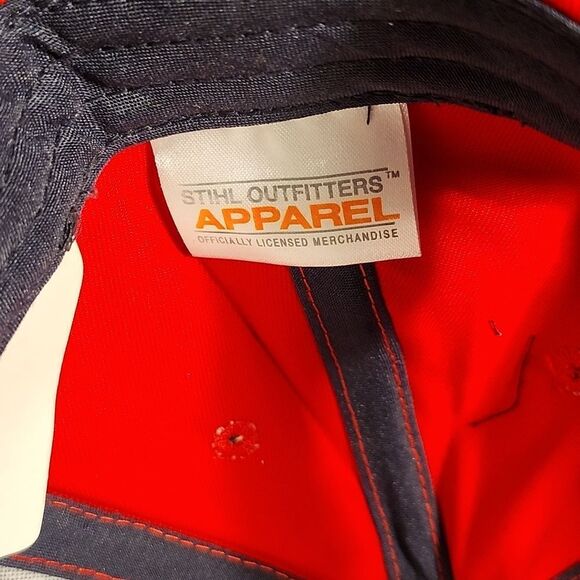 STIHL OUTFITTERS™
APPAREL
OFFICIALLY LICENSED MERCHANDISE